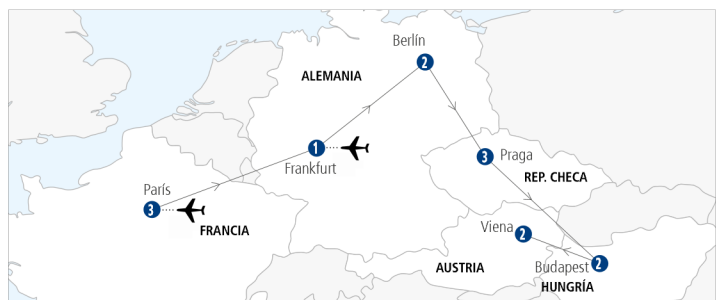 Berlín
2
ALEMANIA
1
Frankfurt
3
Praga
REP. CHECA
París
3
FRANCIA
Viena
2
AUSTRIA
Budapest
2
HUNGRÍA